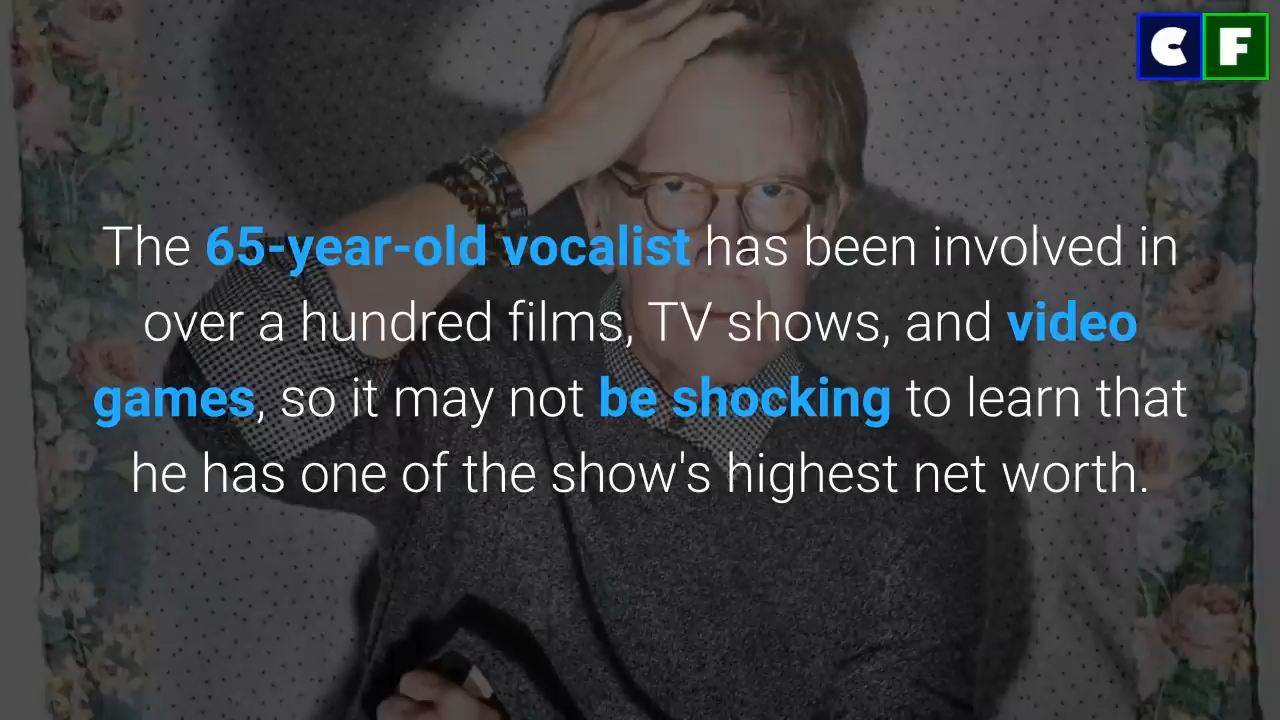 C F
The 65-year-old vocalist has been involved in
over a hundred films, TV shows, and video
games, so it may not be shocking to learn that
he has one of the show's highest net worth.